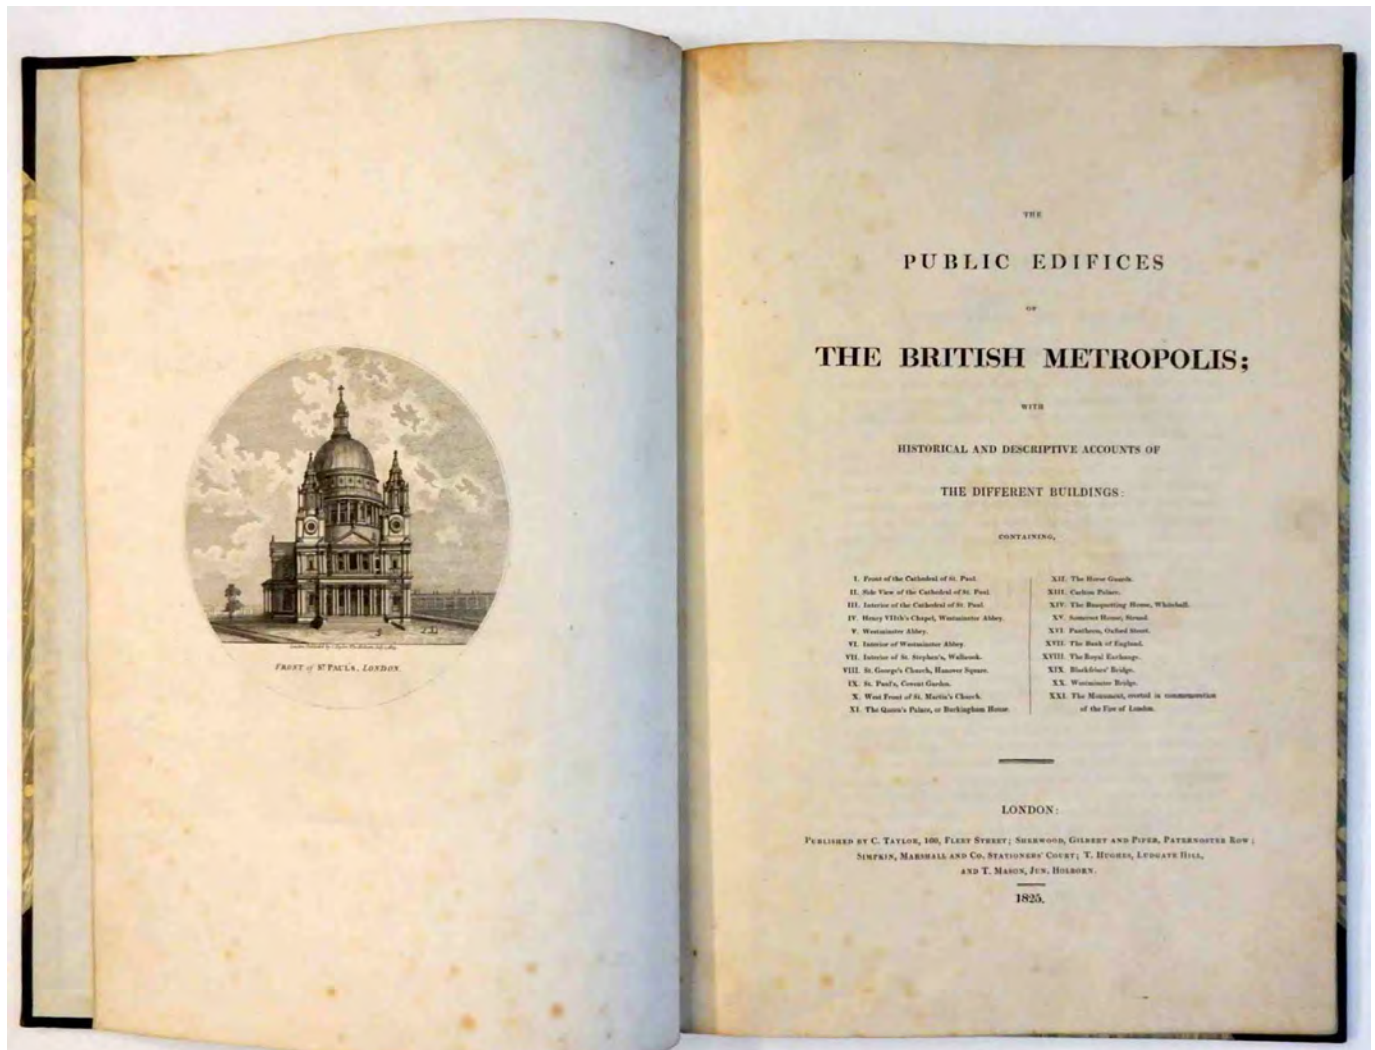 FRONT of St. PAUL'S, LONDON.
THE
PUBLIC EDIFICES
OF
THE BRITISH METROPOLIS;
WITH
HISTORICAL AND DESCRIPTIVE ACCOUNTS OF
THE DIFFERENT BUILDINGS:
CONTAINING,
I. Front of the Cathedral of St. Paul.
II. Side View of the Cathedral of St. Paul.
III. Interior of the Cathedral of St. Paul.
IV. Henry VIIth's Chapel, Westminster Abbey.
V. Westminster Abbey.
VI. Interior of Westminster Abbey.
VII. Interior of St. Stephen's, Walbrook.
VIII. St. George's Church, Hanover Square.
IX. St. Paul's, Covent Garden.
X. West Front of St. Martin's Church.
XI. The Queen's Palace, or Buckingham House.
XII. The Horse Guards.
XIII. Carlton Palace.
XIV. The Banquetting House, Whitehall.
XV. Somerset House, Strand.
XVI. Pantheon, Oxford Street.
XVII. The Bank of England.
XVIII. The Royal Exchange.
XIX. Blackfriars' Bridge.
XX. Westminster Bridge.
XXI. The Monument, erected in commemoration
of the Fire of London.
LONDON:
PUBLISHED BY C. TAYLOR, 108, FLEET STREET; SHERWOOD, GILBERT AND PIPER, PATERNOSTER ROW;
SIMPKIN, MARSHALL AND CO. STATIONERS' COURT; T. HUGHES, LUDGATE HILL,
AND T. MASON, JUN. HOLBORN.
1825.